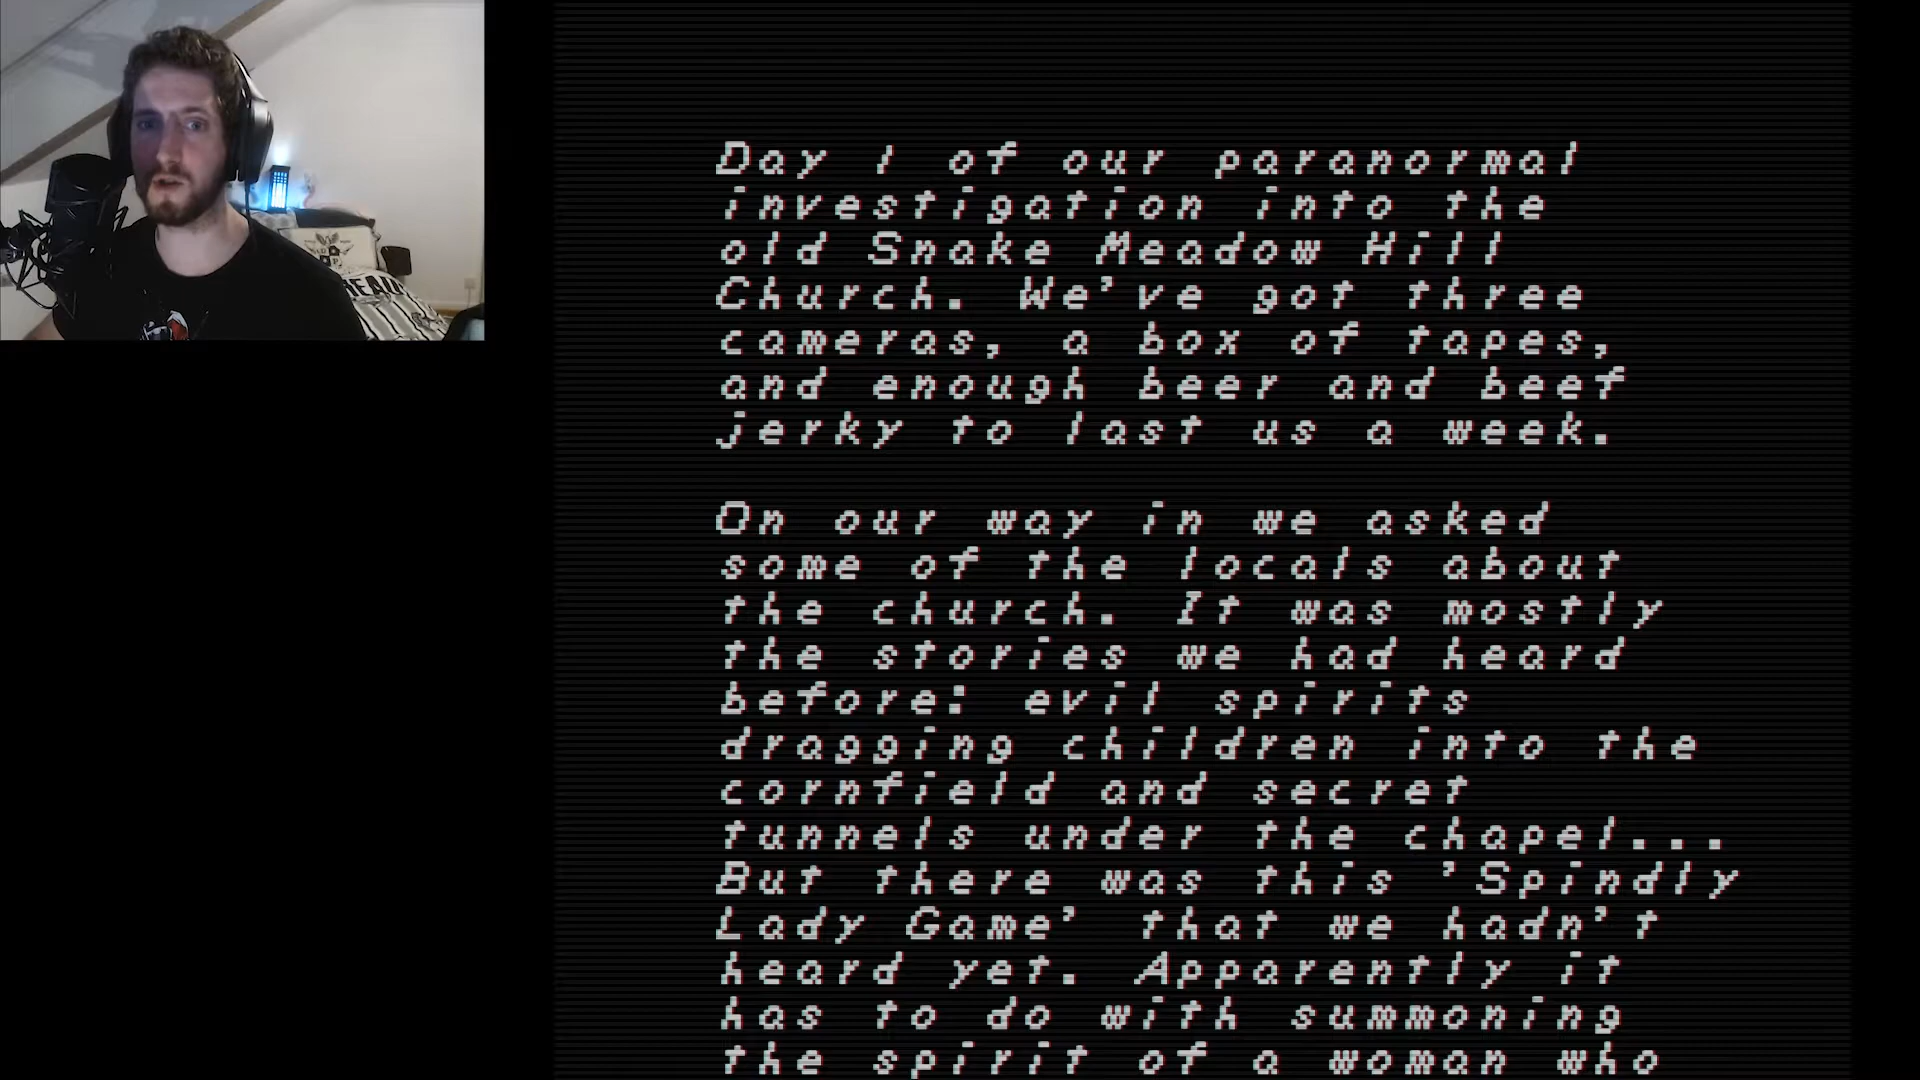 Day 1 of our paranormal
investigation into the
old Snake Meadow Hill
Church. We've got three
cameras, a box of tapes,
and enough beer and beef
jerky to last us a week.
On our way in we asked
some of the locals about
the church. It was mostly
the stories we had heard
before: evil spirits
dragging children into the
cornfield and secret
tunnels under the chapel...
But there was this 'Spindly
Lady Game' that we hadn't
heard yet. Apparently it
has to do with summoning
the spirit of a woman who